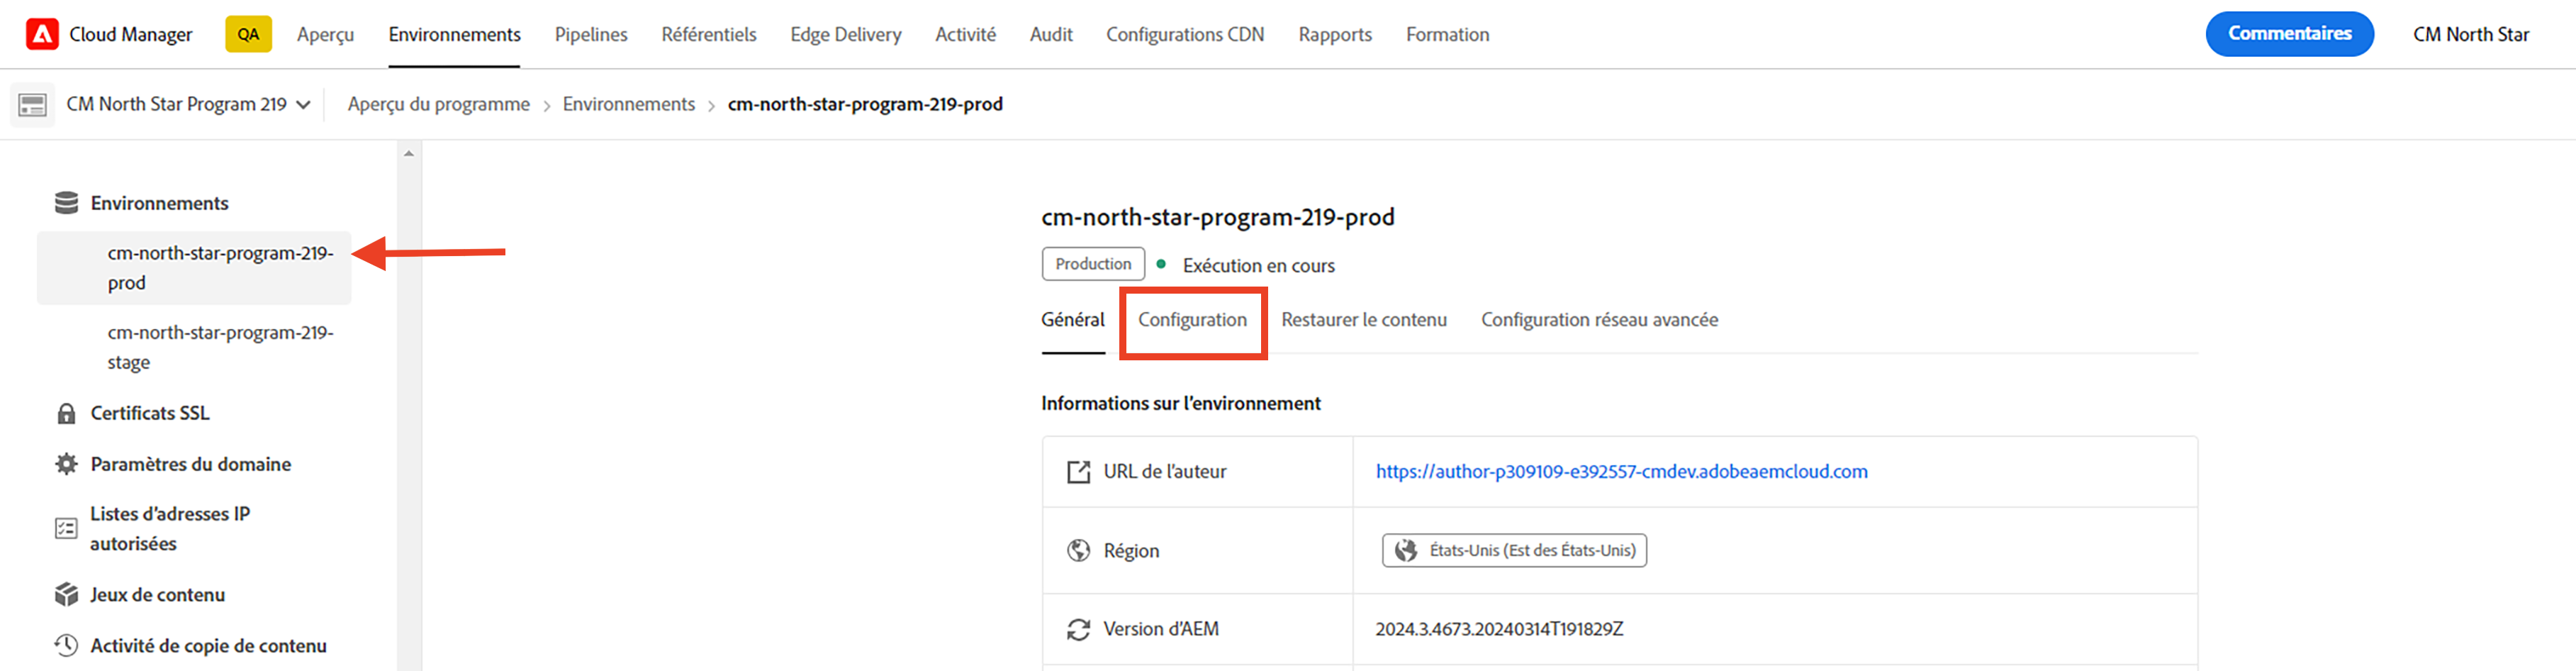 Cloud Manager QA Aperçu Environnements Pipelines Référentiels Edge Delivery Activité Audit Configurations CDN Rapports Formation Commentaires CM North Star
CM North Star Program 219 Aperçu du programme > Environnements > cm-north-star-program-219-prod
Environnements
cm-north-star-program-219-
prod
cm-north-star-program-219-
stage
Certificats SSL
Paramètres du domaine
Listes d'adresses IP
autorisées
Jeux de contenu
Activité de copie de contenu
cm-north-star-program-219-prod
Production Exécution en cours
Général Configuration Restaurer le contenu Configuration réseau avancée
Informations sur l'environnement
URL de l'auteur https://author-p309109-e392557-cmdev.adobeaemcloud.com
Région États-Unis (Est des États-Unis)
Version d'AEM 2024.3.4673.20240314T191829Z